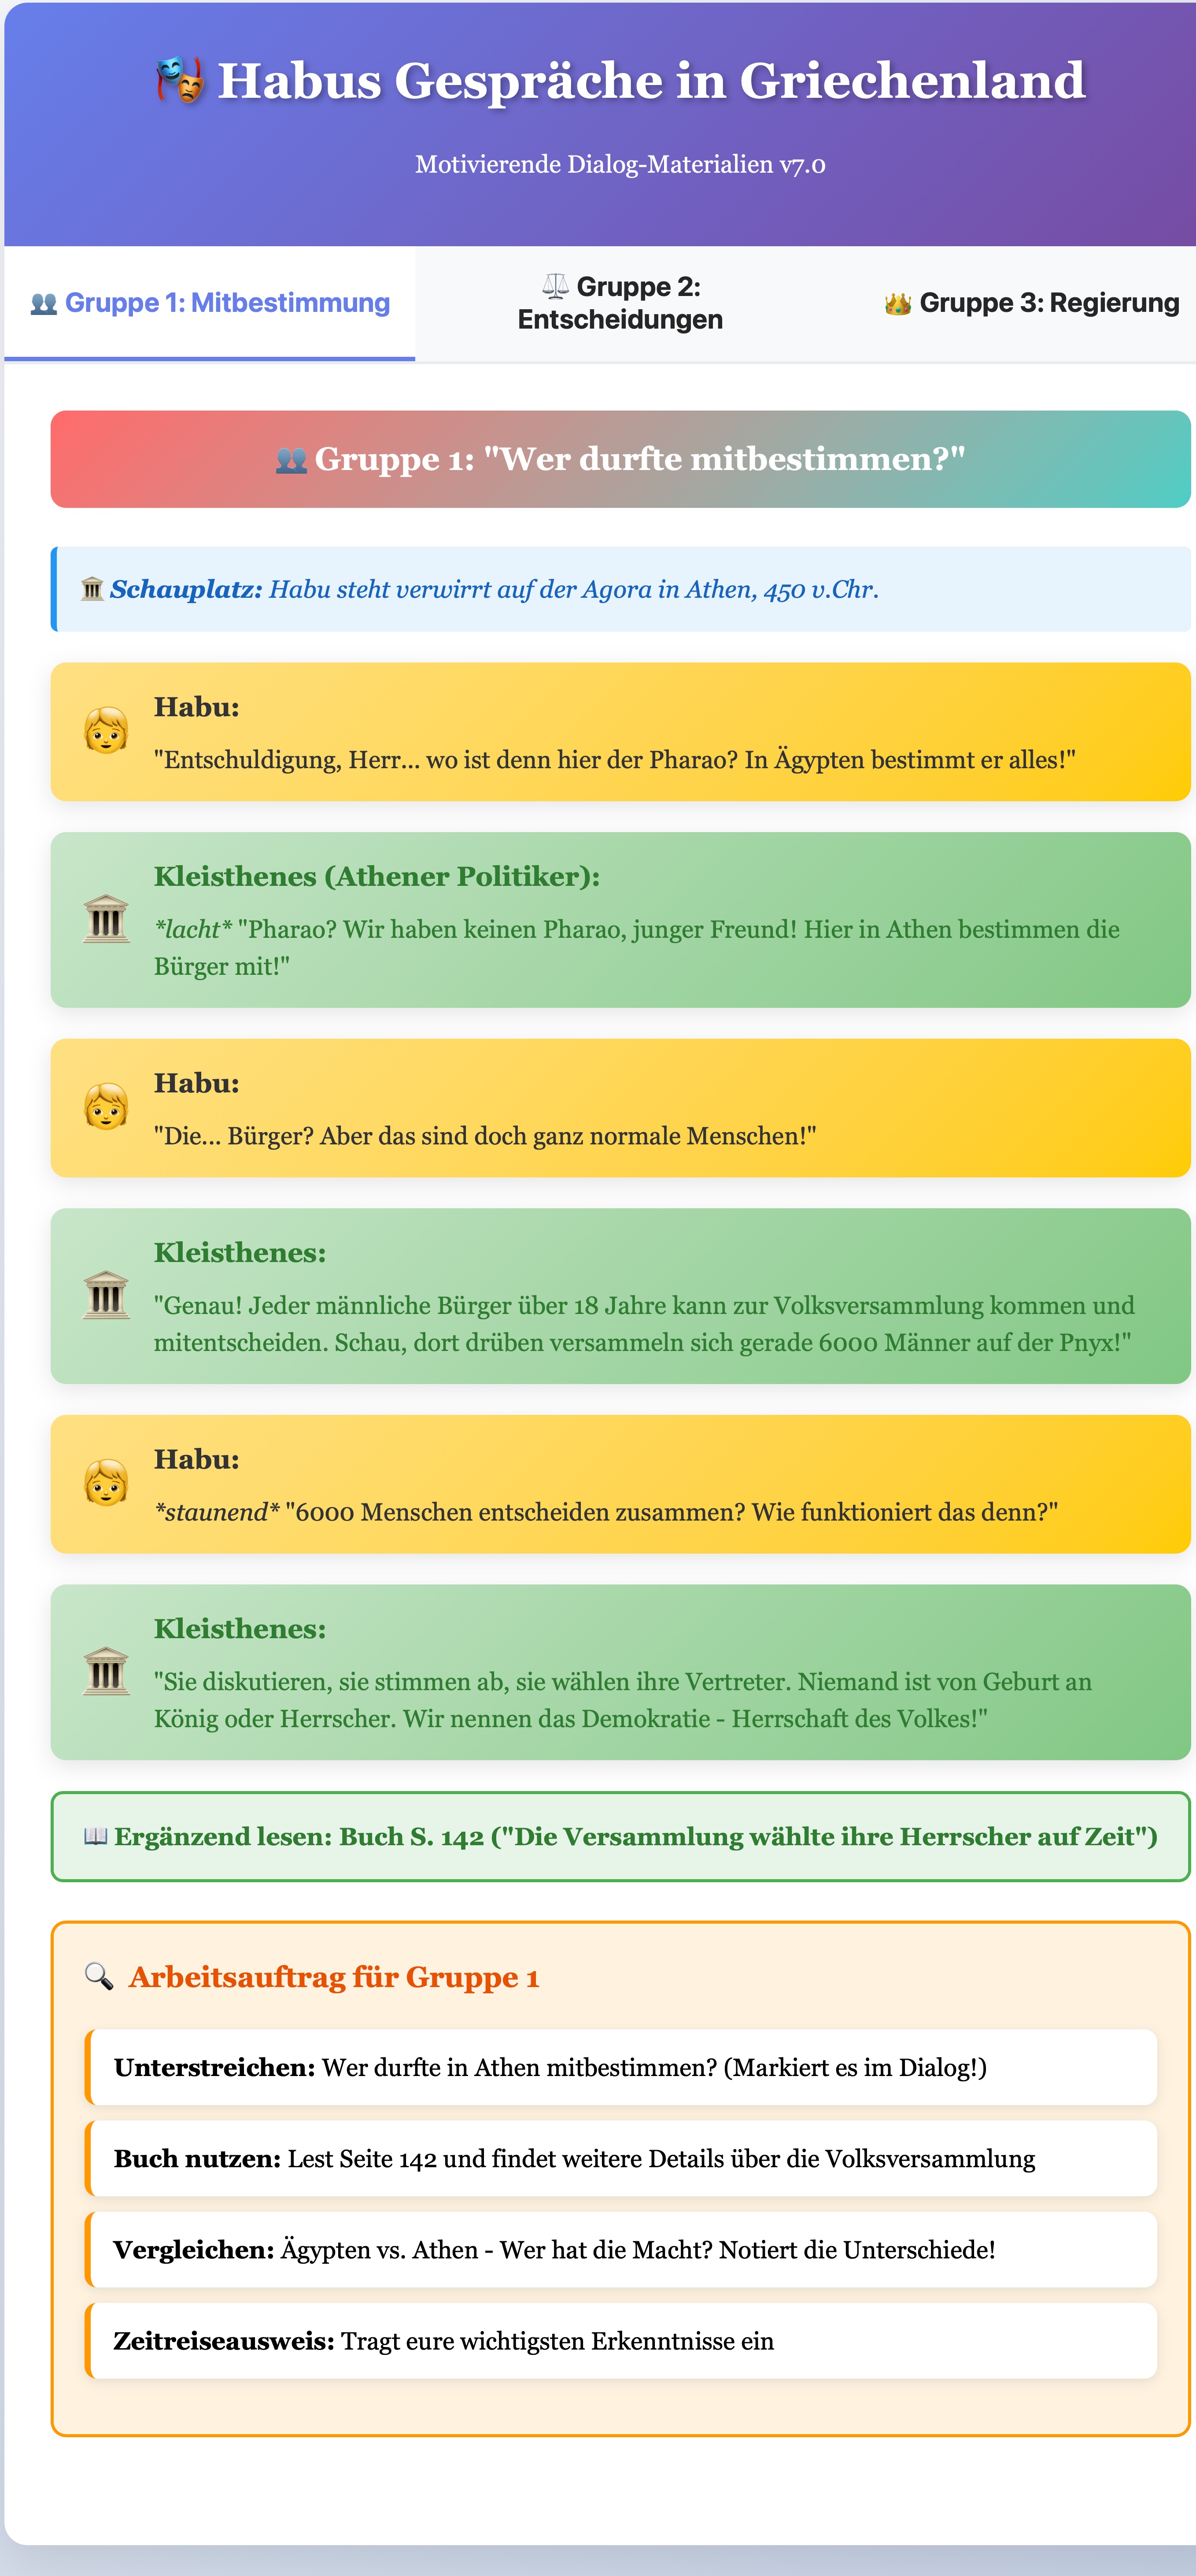 🎭 Habus Gespräche in Griechenland
Motivierende Dialog-Materialien v7.0
👥 Gruppe 1: Mitbestimmung
⚖️ Gruppe 2:
Entscheidungen
👑 Gruppe 3: Regierung
👥 Gruppe 1: "Wer durfte mitbestimmen?"
🏛️ Schauplatz: Habu steht verwirrt auf der Agora in Athen, 450 v.Chr.
Habu:
"Entschuldigung, Herr... wo ist denn hier der Pharao? In Ägypten bestimmt er alles!"
Kleisthenes (Athener Politiker):
*lacht* "Pharao? Wir haben keinen Pharao, junger Freund! Hier in Athen bestimmen die
Bürger mit!"
Habu:
"Die... Bürger? Aber das sind doch ganz normale Menschen!"
Kleisthenes:
"Genau! Jeder männliche Bürger über 18 Jahre kann zur Volksversammlung kommen und
mitentscheiden. Schau, dort drüben versammeln sich gerade 6000 Männer auf der Pnyx!"
Habu:
*staunend* "6000 Menschen entscheiden zusammen? Wie funktioniert das denn?"
Kleisthenes:
"Sie diskutieren, sie stimmen ab, sie wählen ihre Vertreter. Niemand ist von Geburt an
König oder Herrscher. Wir nennen das Demokratie - Herrschaft des Volkes!"
📖 Ergänzend lesen: Buch S. 142 ("Die Versammlung wählte ihre Herrscher auf Zeit")
🔍 Arbeitsauftrag für Gruppe 1
Unterstreichen: Wer durfte in Athen mitbestimmen? (Markiert es im Dialog!)
Buch nutzen: Lest Seite 142 und findet weitere Details über die Volksversammlung
Vergleichen: Ägypten vs. Athen - Wer hat die Macht? Notiert die Unterschiede!
Zeitreiseausweis: Tragt eure wichtigsten Erkenntnisse ein